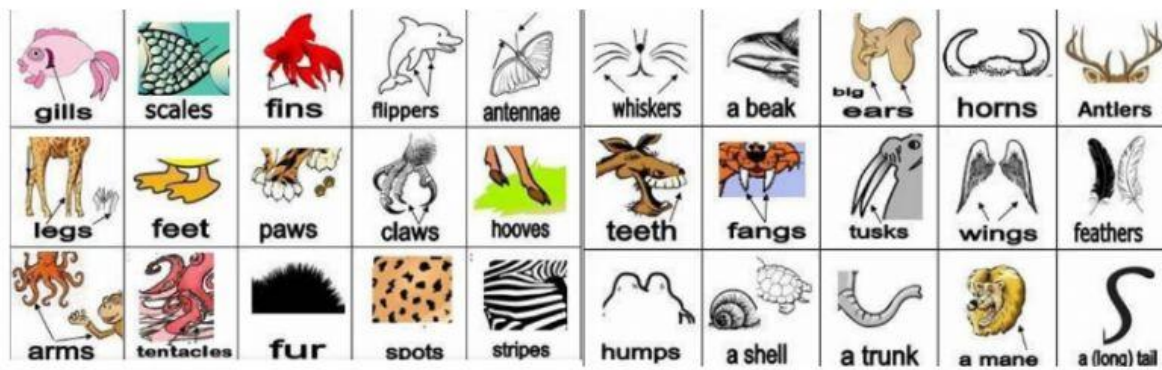 gills scales fins flippers antennae whiskers a beak big ears horns Antlers
legs feet paws claws hooves teeth fangs tusks wings feathers
arms tentacles fur spots stripes humps a shell a trunk a mane a (long) tail